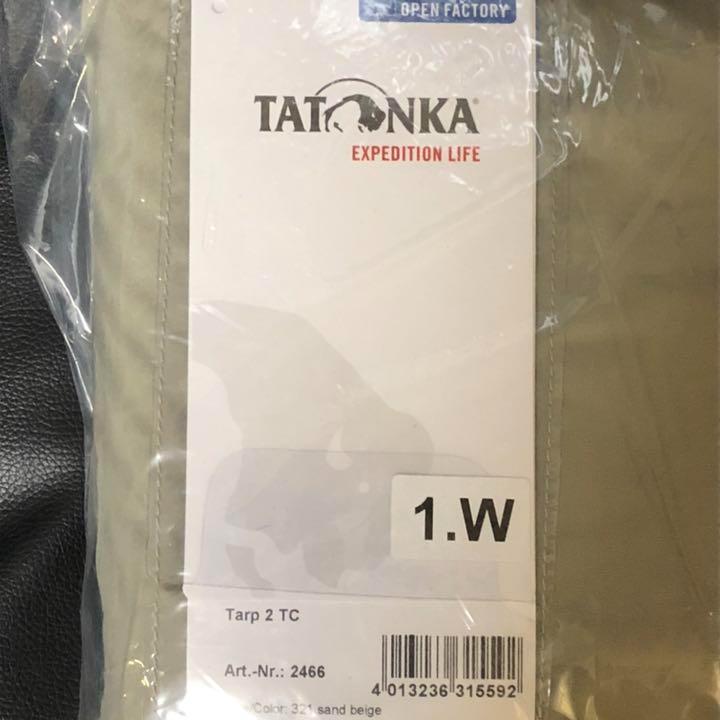 OPEN FACTORY
TATONKA®
EXPEDITION LIFE
1.W
Tarp 2 TC
Art.-Nr.: 2466
4 013236 315592
/Color: 321 sand beige